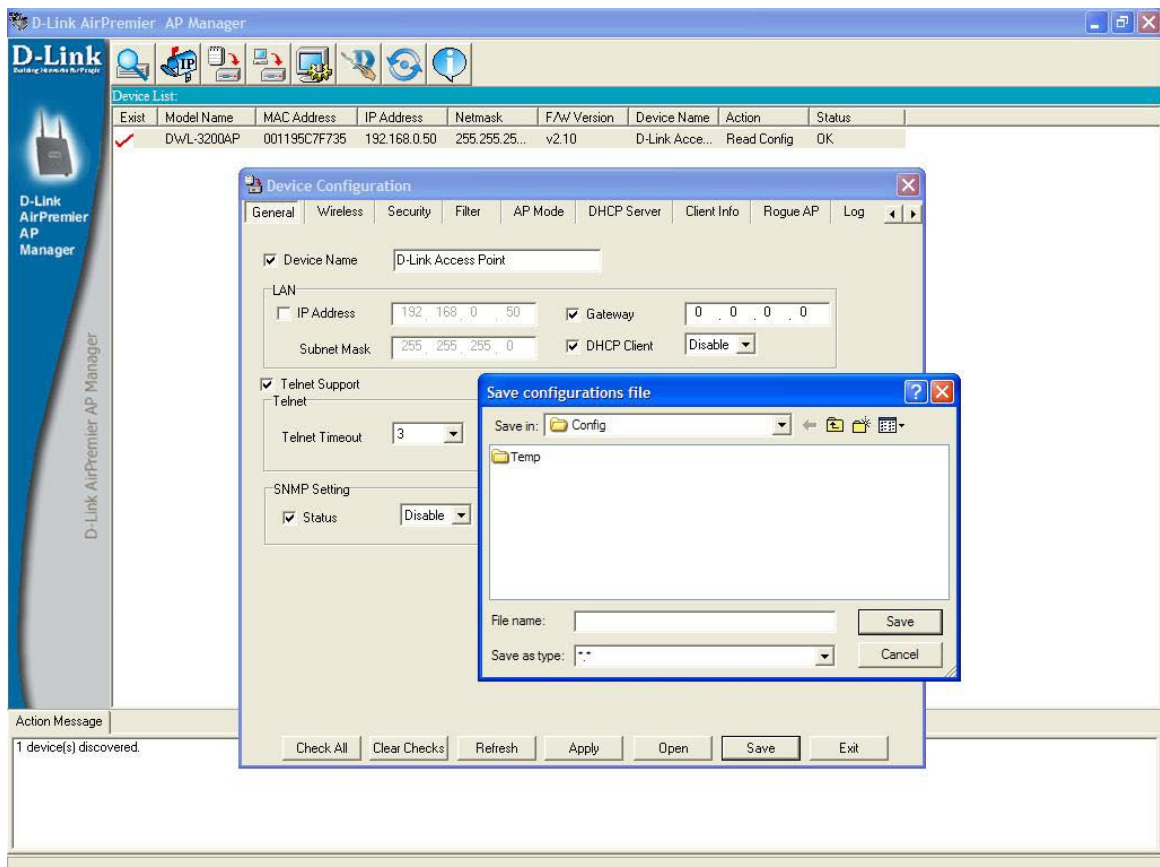 D-Link AirPremier AP Manager
D-Link
Building Networks for People
IP
Device List:
Exist Model Name MAC Address IP Address Netmask F/W Version Device Name Action Status
DWL-3200AP 001195C7F735 192.168.0.50 255.255.25... v2.10 D-Link Acce... Read Config OK
D-Link
AirPremier
AP
Manager
D-Link AirPremier AP Manager
Device Configuration
General Wireless Security Filter AP Mode DHCP Server Client Info Rogue AP Log
Device Name D-Link Access Point
LAN
IP Address 192 . 168 . 0 . 50 Gateway 0 . 0 . 0 . 0
Subnet Mask 255 . 255 . 255 . 0 DHCP Client Disable
Telnet Support
Telnet
Telnet Timeout 3
SNMP Setting
Status Disable
Save configurations file
Save in: Config
Temp
File name: Save
Save as type: *.* Cancel
Check All Clear Checks Refresh Apply Open Save Exit
Action Message
1 device(s) discovered.